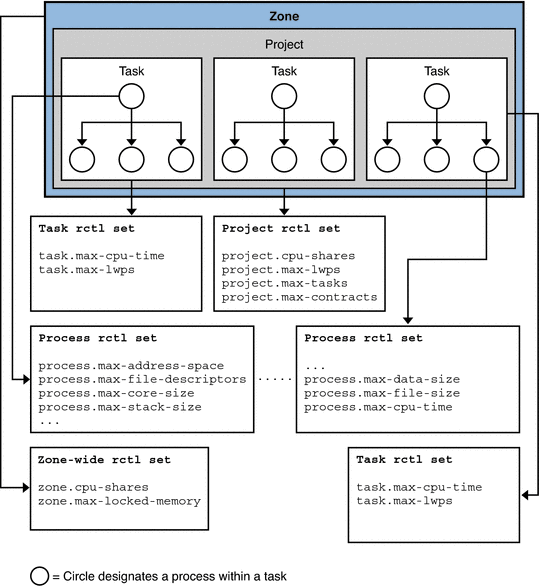 Zone
Project
Task
Task
Task
Task rctl set
task.max-cpu-time
task.max-lwps
Project rctl set
project.cpu-shares
project.max-lwps
project.max-tasks
project.max-contracts
Process rctl set
process.max-address-space
process.max-file-descriptors
process.max-core-size
process.max-stack-size
...
.....
Process rctl set
...
process.max-data-size
process.max-file-size
process.max-cpu-time
Zone-wide rctl set
zone.cpu-shares
zone.max-locked-memory
Task rctl set
task.max-cpu-time
task.max-lwps
= Circle designates a process within a task